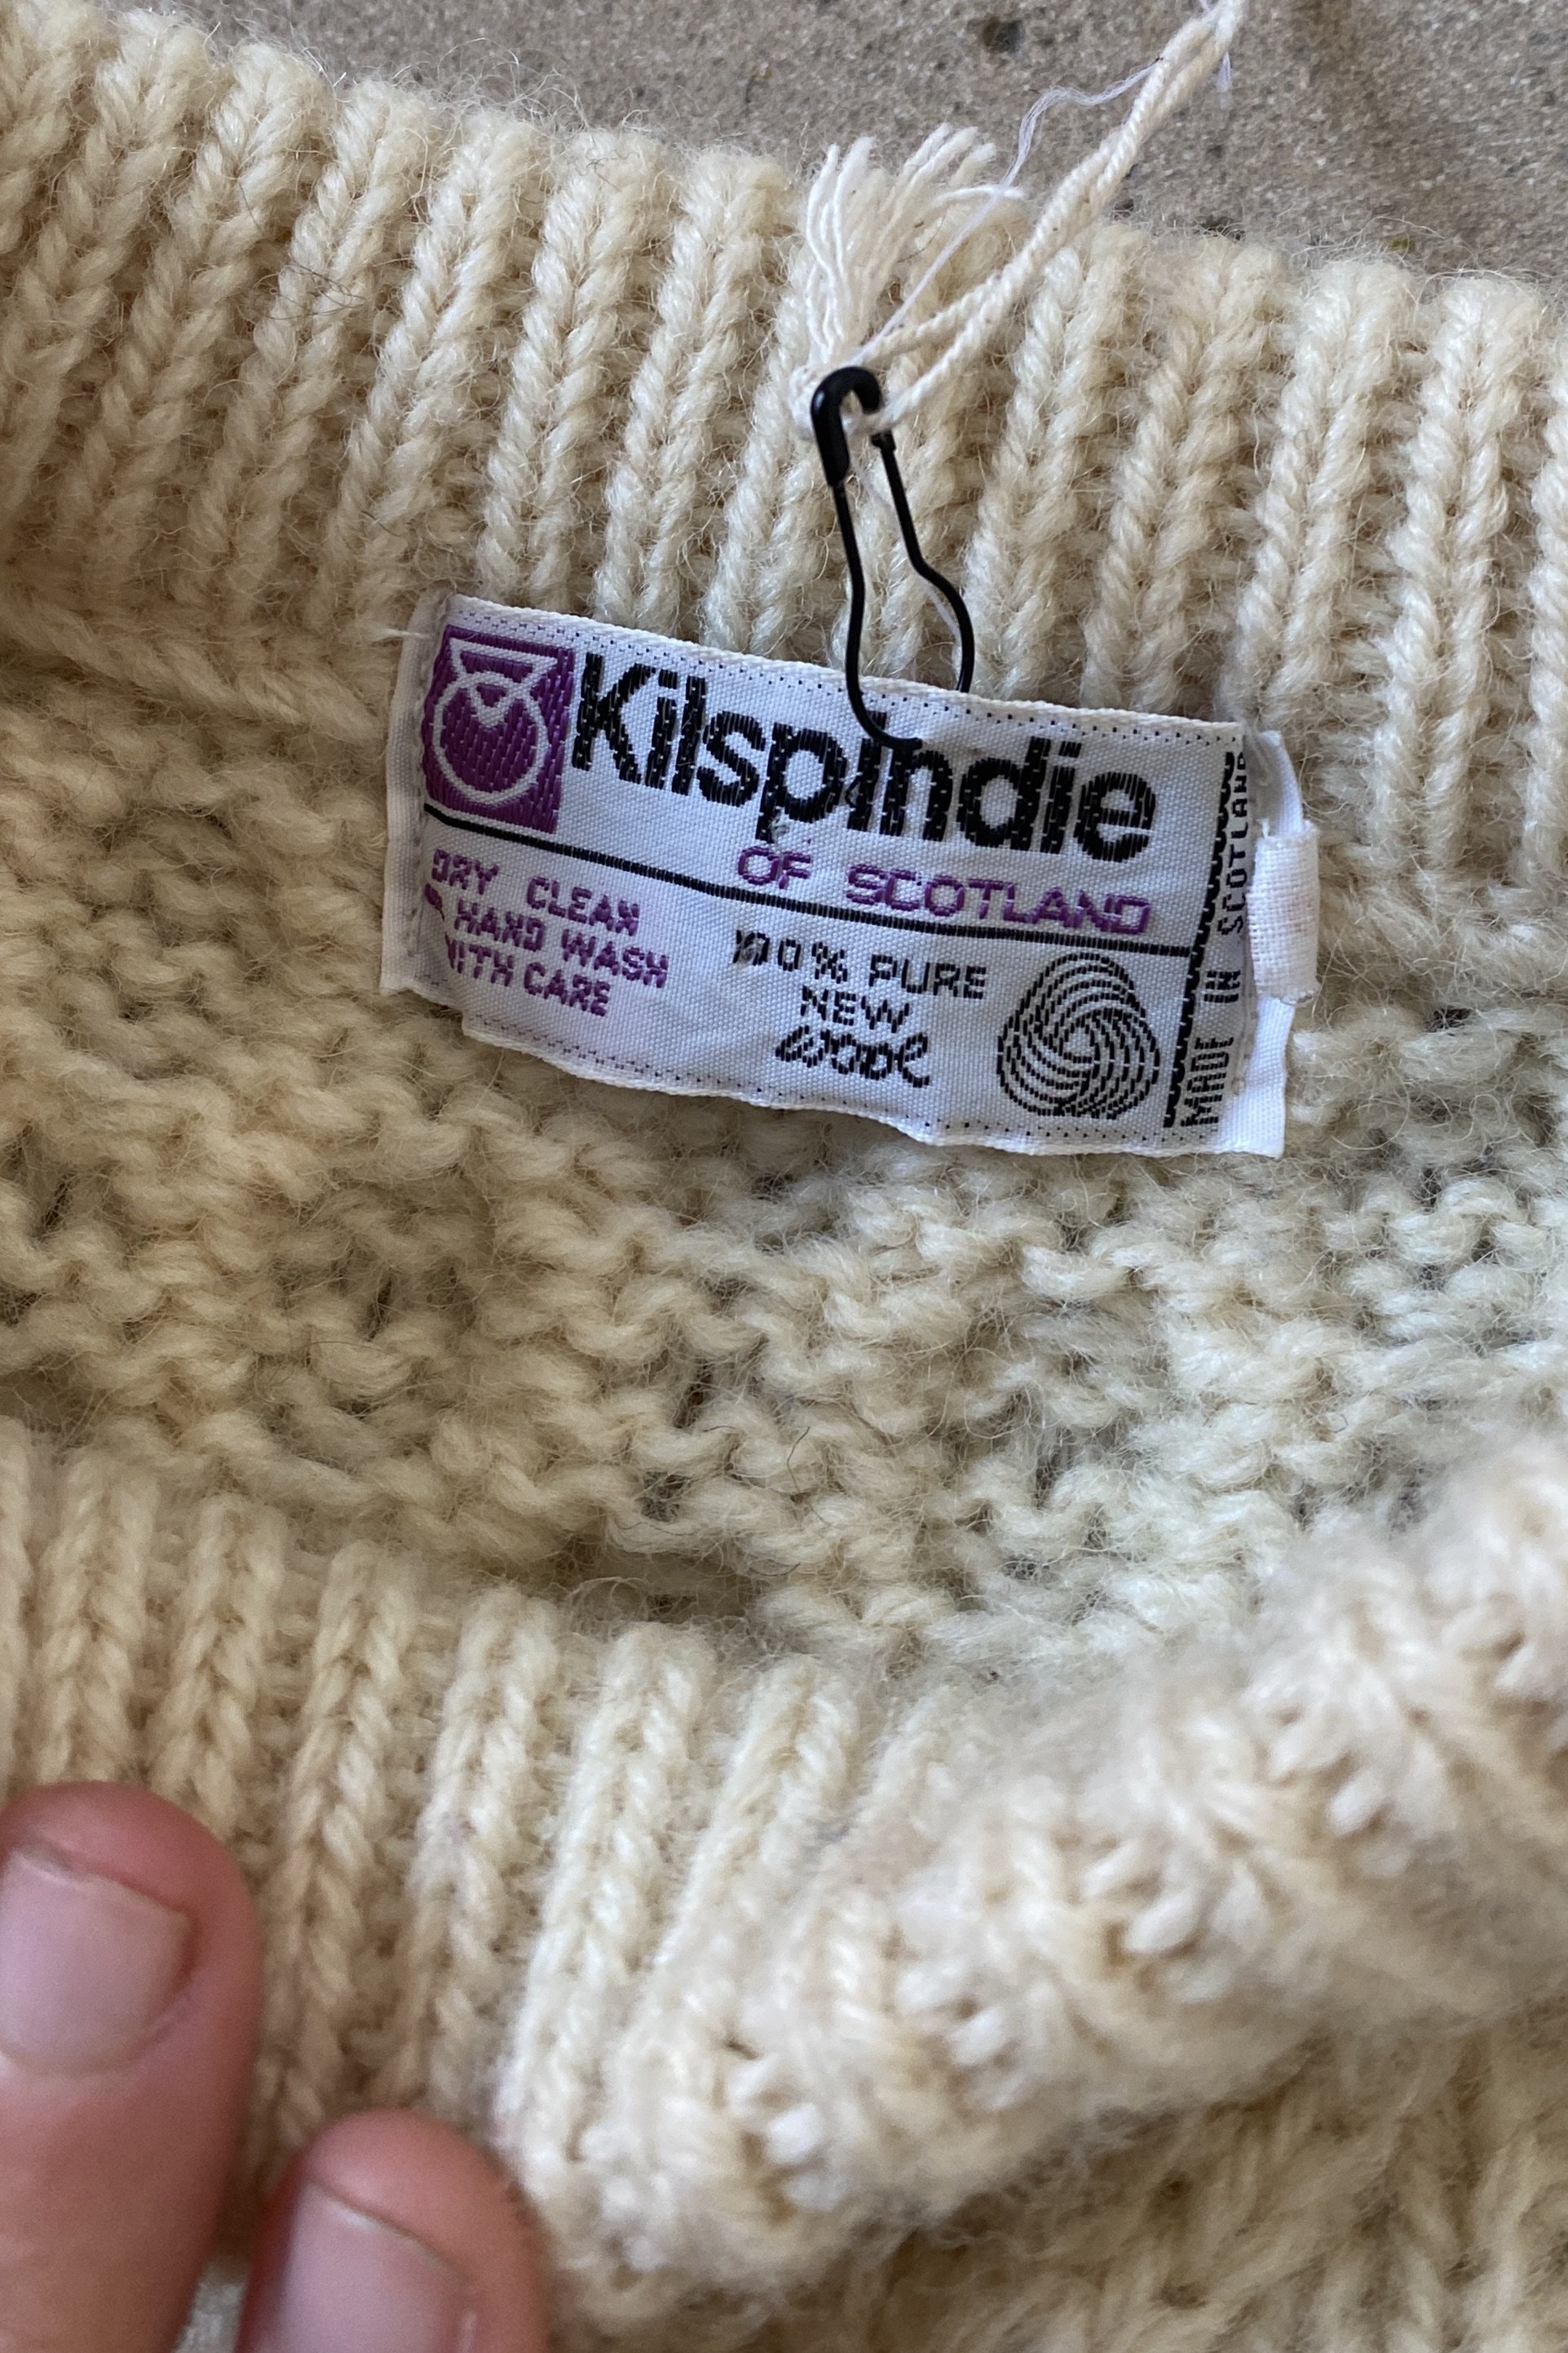 Kilspindie
OF SCOTLAND
DRY CLEAN
HAND WASH
WITH CARE
100% PURE
NEW
wool
MADE IN SCOTLAND